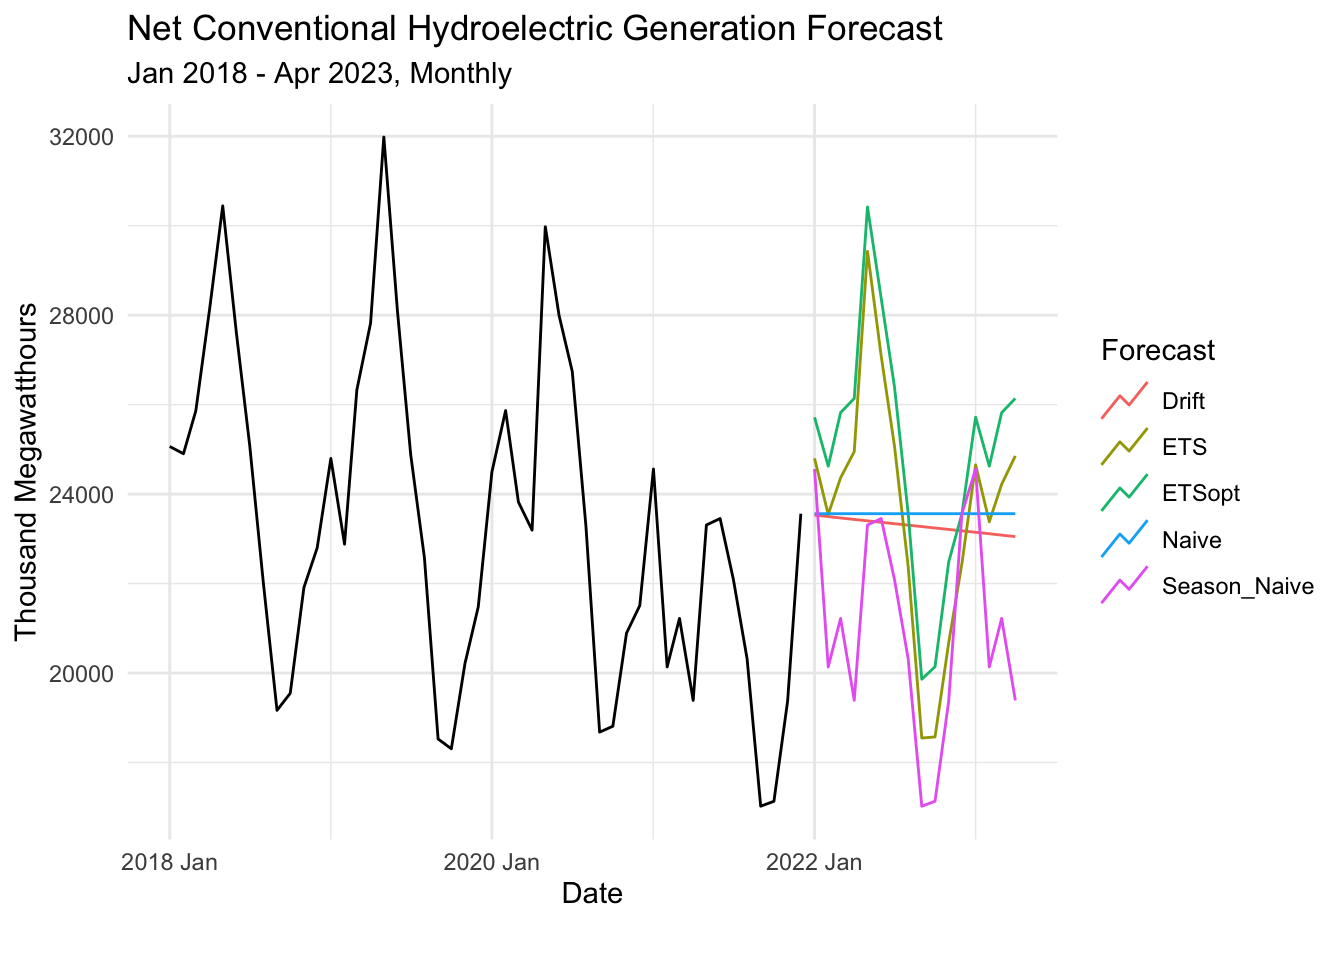 Net Conventional Hydroelectric Generation Forecast
Jan 2018 - Apr 2023, Monthly
Thousand Megawatthours
32000
28000
24000
20000
2018 Jan
2020 Jan
2022 Jan
Date
Forecast
Drift
ETS
ETSopt
Naive
Season_Naive